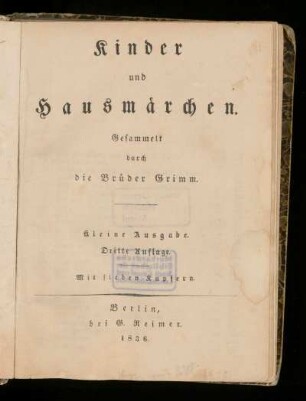 Kinder
und
Hausmärchen.
Gesammelt
durch
die Brüder Grimm.
Kleine Ausgabe.
Dritte Auflage.
Mit sieben Kupfern.
Berlin,
bei G. Reimer.
1836.